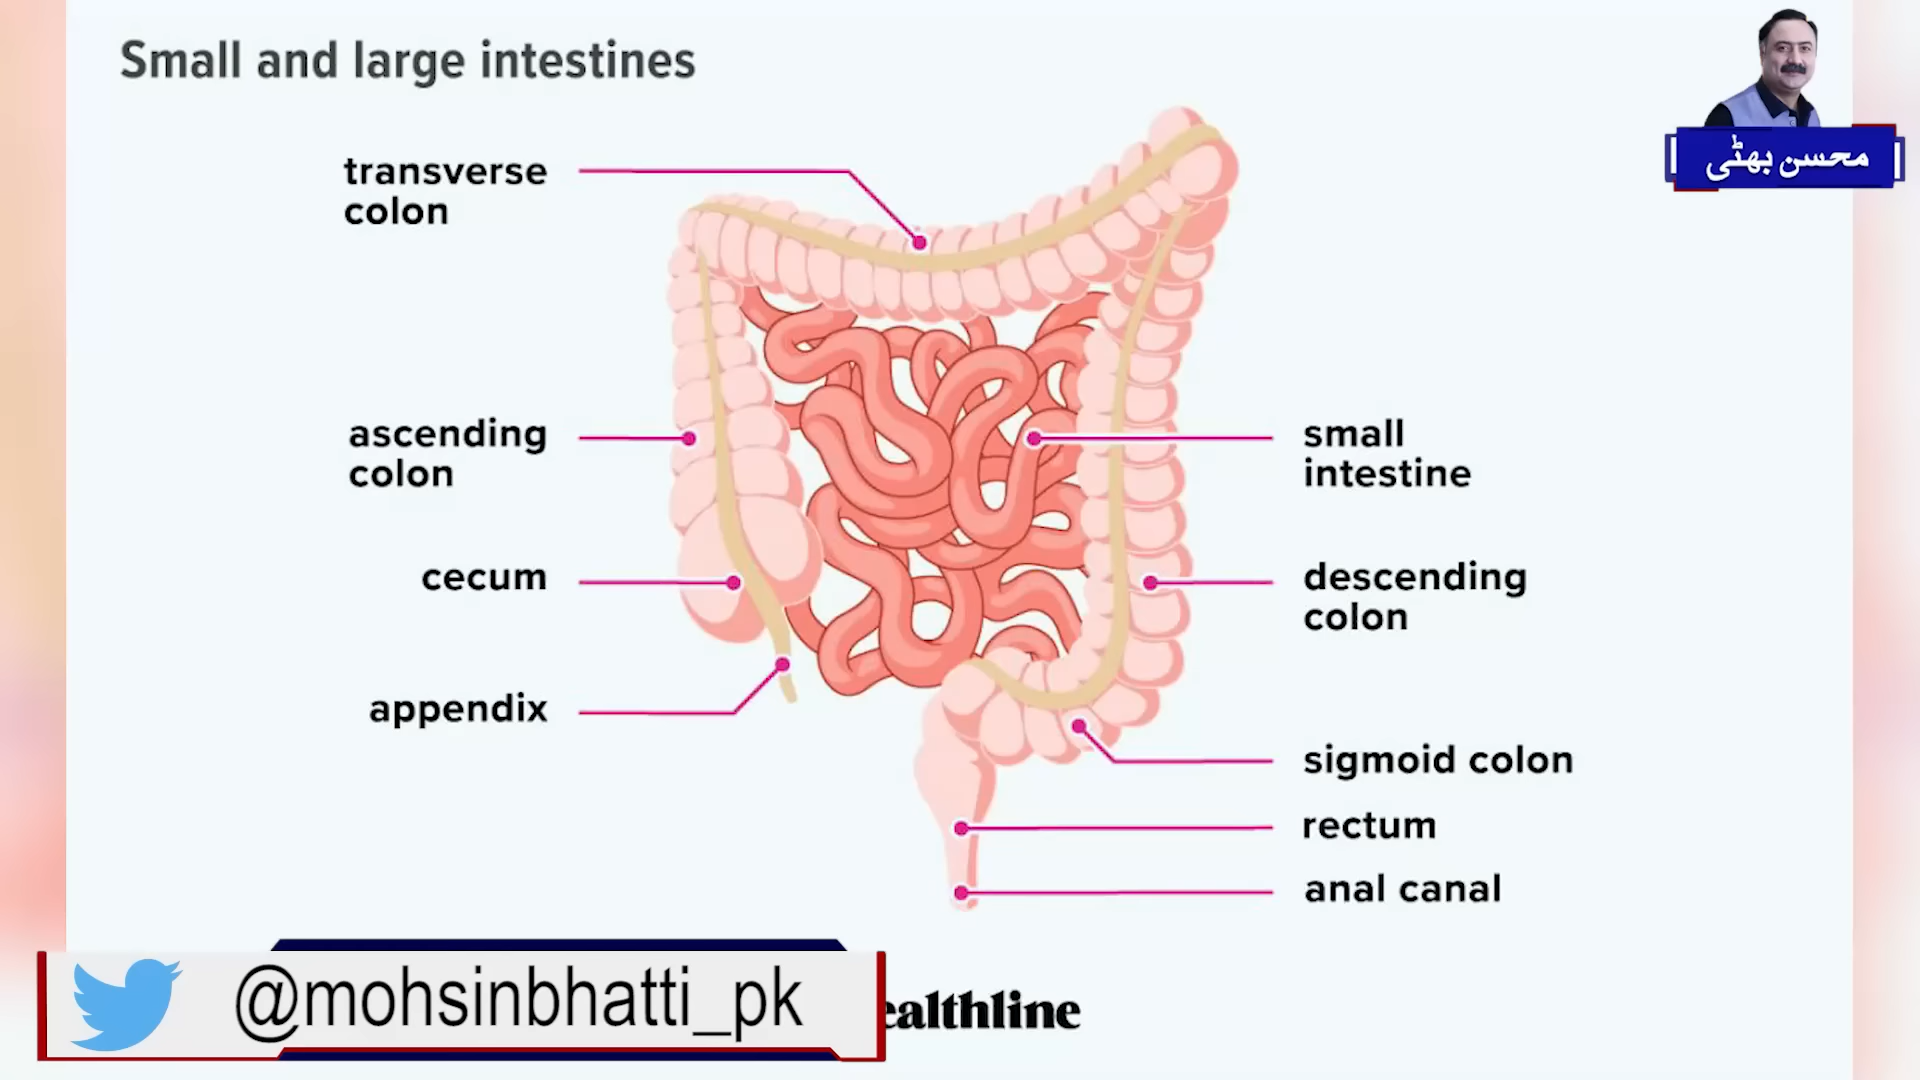 Small and large intestines
محسن بھٹی
transverse
colon
ascending
colon
cecum
appendix
small
intestine
descending
colon
sigmoid colon
rectum
anal canal
@mohsinbhatti_pk
ealthline